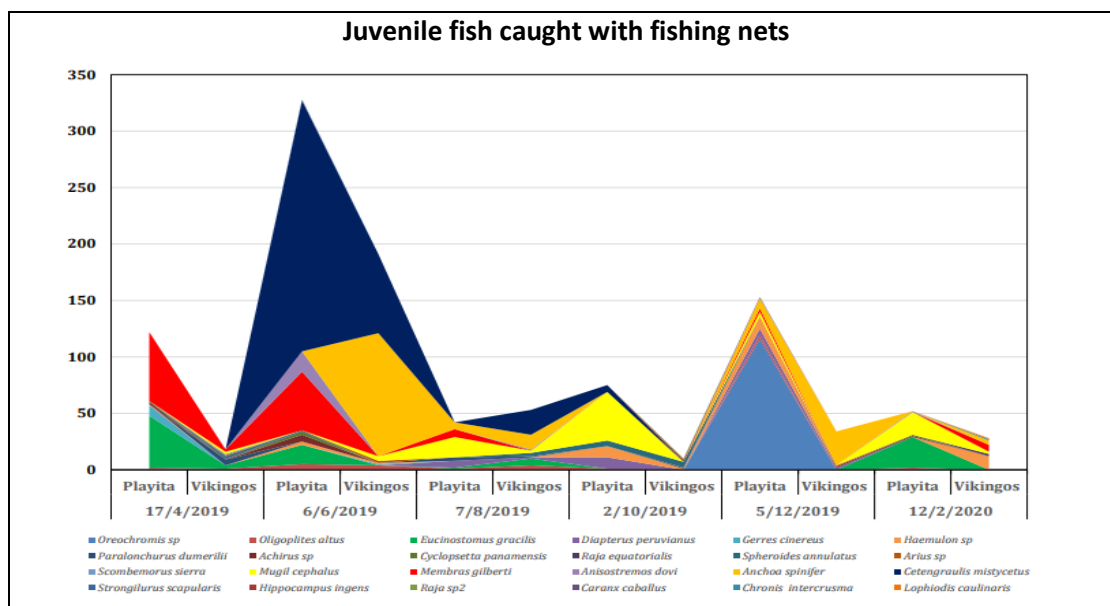 Juvenile fish caught with fishing nets
350
300
250
200
150
100
50
0
Playita Vikingos Playita Vikingos Playita Vikingos Playita Vikingos Playita Vikingos Playita Vikingos
17/4/2019 6/6/2019 7/8/2019 2/10/2019 5/12/2019 12/2/2020
Oreochromis sp Oligoplites altus Eucinostomus gracilis Diapterus peruvianus Gerres cinereus Haemulon sp
Paralonchurus dumerilii Achirus sp Cyclopsetta panamensis Raja equatorialis Spheroides annulatus Arius sp
Scombemorus sierra Mugil cephalus Membras gilberti Anisostremos dovi Anchoa spinifer Cetengraulis mistycetus
Strongilurus scapularis Hippocampus ingens Raja sp2 Caranx caballus Chronis intercrusma Lophiodis caulinaris